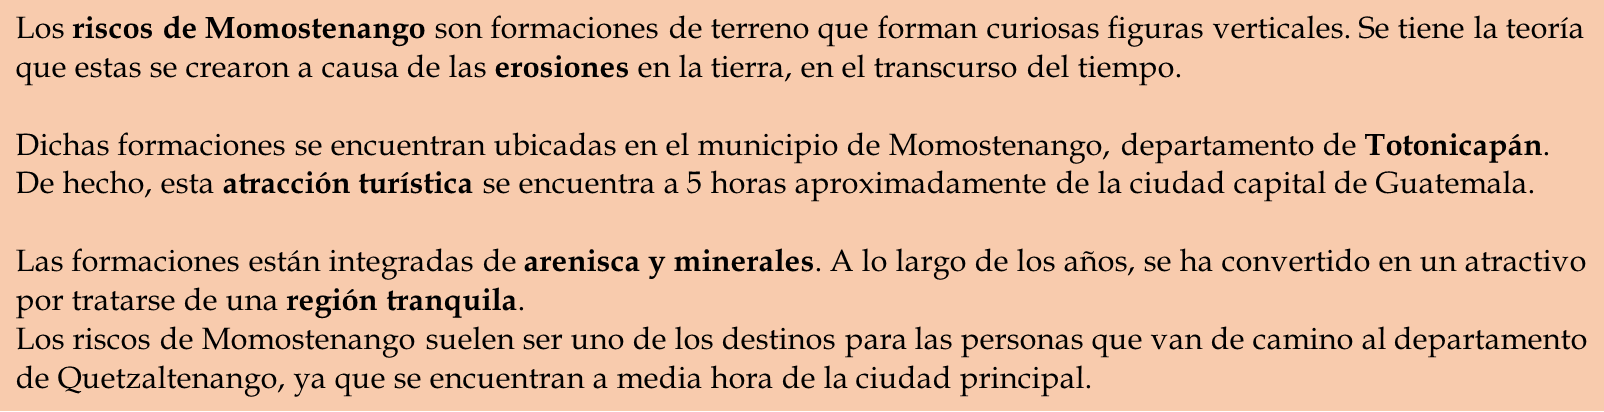 Los riscos de Momostenango son formaciones de terreno que forman curiosas figuras verticales. Se tiene la teoría
que estas se crearon a causa de las erosiones en la tierra, en el transcurso del tiempo.
Dichas formaciones se encuentran ubicadas en el municipio de Momostenango, departamento de Totonicapán.
De hecho, esta atracción turística se encuentra a 5 horas aproximadamente de la ciudad capital de Guatemala.
Las formaciones están integradas de arenisca y minerales. A lo largo de los años, se ha convertido en un atractivo
por tratarse de una región tranquila.
Los riscos de Momostenango suelen ser uno de los destinos para las personas que van de camino al departamento
de Quetzaltenango, ya que se encuentran a media hora de la ciudad principal.